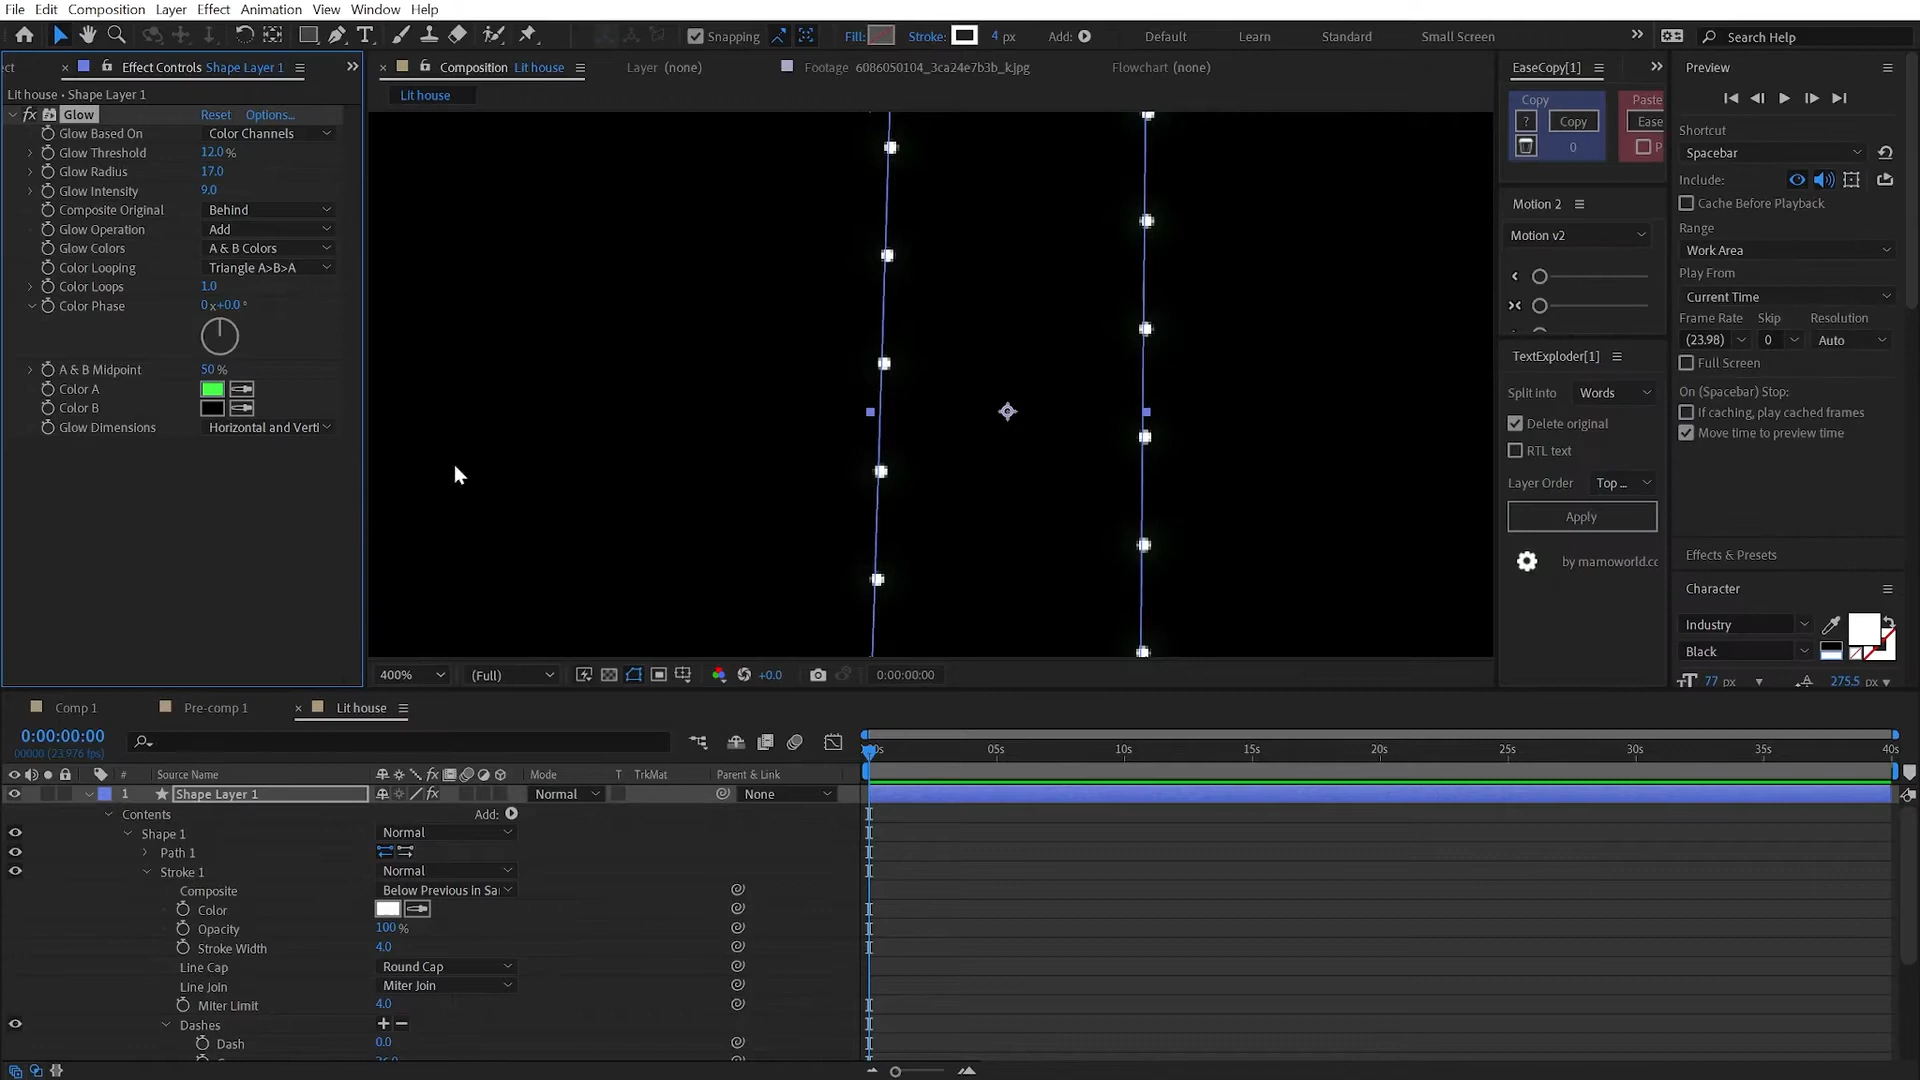 File Edit Composition Layer Effect Animation View Window Help
Snapping
Fill: Stroke: 4 px Add:
Default Learn Standard Small Screen
Search Help
ect × Effect Controls Shape Layer 1
Lit house • Shape Layer 1
fx Glow Reset Options...
Glow Based On Color Channels
Glow Threshold 12.0 %
Glow Radius 17.0
Glow Intensity 9.0
Composite Original Behind
Glow Operation Add
Glow Colors A & B Colors
Color Looping Triangle A>B>A
Color Loops 1.0
Color Phase 0 x+0.0 °
A & B Midpoint 50 %
Color A
Color B
Glow Dimensions Horizontal and Verti
× Composition Lit house
Layer (none)
Footage 6086050104_3ca24e7b3b_k.jpg
Flowchart (none)
Lit house
400% (Full) +0.0 0:00:00:00
EaseCopy[1]
Copy Paste
? Copy Ease
0 P
Motion 2
Motion v2
TextExploder[1]
Split into Words
Delete original
RTL text
Layer Order Top ...
Apply
by mamoworld.cc
Preview
Shortcut
Spacebar
Include:
Cache Before Playback
Range
Work Area
Play From
Current Time
Frame Rate Skip Resolution
(23.98) 0 Auto
Full Screen
On (Spacebar) Stop:
If caching, play cached frames
Move time to preview time
Effects & Presets
Character
Industry
Black
77 px 275.5 px
Comp 1 Pre-comp 1 × Lit house
0:00:00:00
00000 (23.976 fps)
# Source Name fx Mode T TrkMat Parent & Link
05s 10s 15s 20s 25s 30s 35s 40s
1 Shape Layer 1 fx Normal None
Contents Add:
Shape 1 Normal
Path 1
Stroke 1 Normal
Composite Below Previous in Sa
Color
Opacity 100 %
Stroke Width 4.0
Line Cap Round Cap
Line Join Miter Join
Miter Limit 4.0
Dashes + −
Dash 0.0